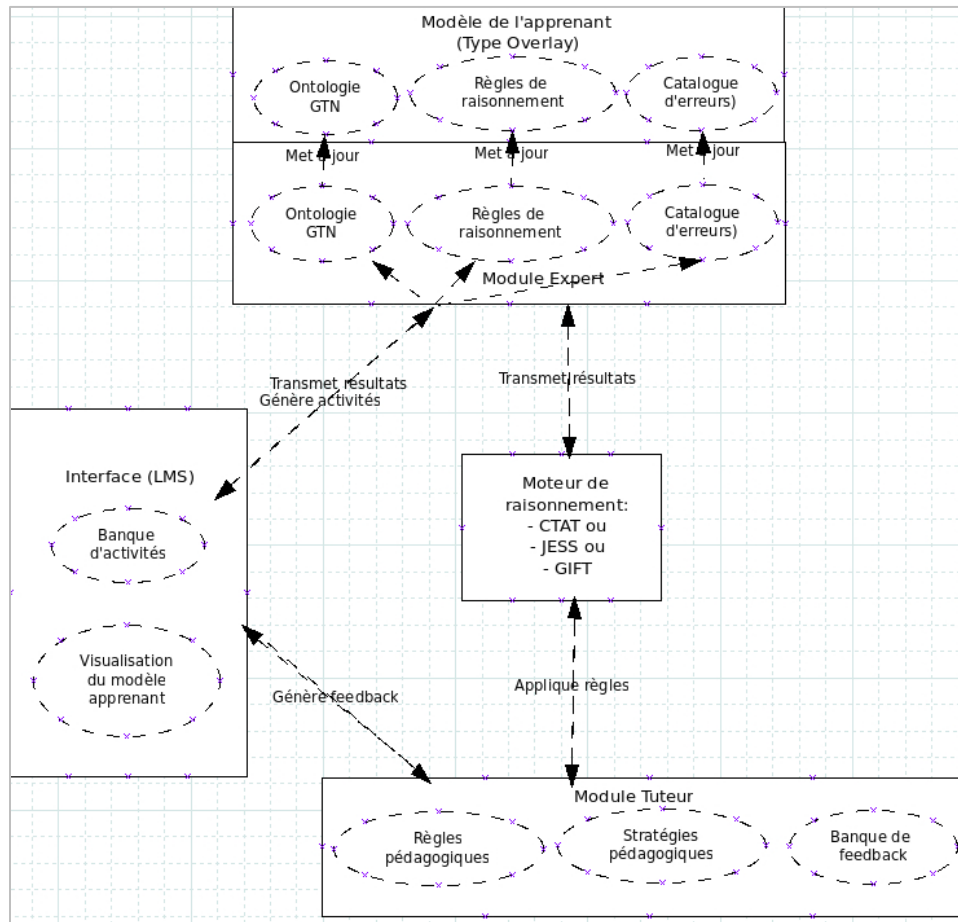 Modèle de l'apprenant
(Type Overlay)
Ontologie
GTN
Règles de
raisonnement
Catalogue
d'erreurs)
Met à jour
Met à jour
Met à jour
Ontologie
GTN
Règles de
raisonnement
Catalogue
d'erreurs)
Module Expert
Transmet résultats
Génère activités
Transmet résultats
Interface (LMS)
Banque
d'activités
Visualisation
du modèle
apprenant
Moteur de
raisonnement:
- CTAT ou
- JESS ou
- GIFT
Génère feedback
Applique règles
Module Tuteur
Règles
pédagogiques
Stratégies
pédagogiques
Banque de
feedback